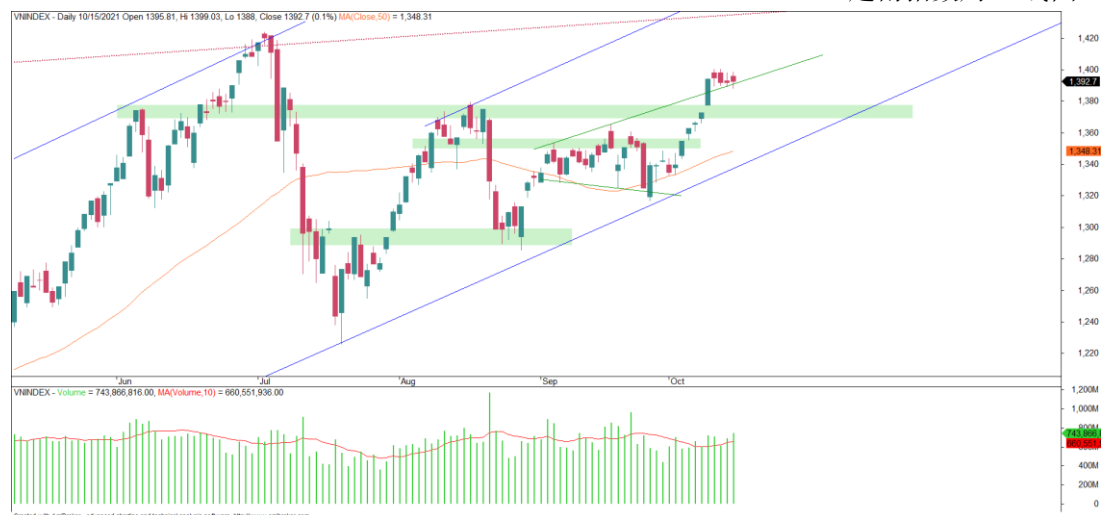 VNINDEX - Daily 10/15/2021 Open 1395.81, Hi 1399.03, Lo 1388, Close 1392.7 (0.1%) MA(Close,50) = 1,348.31
1,420
1,400
1,392.7
1,380
1,360
1,348.31
1,340
1,320
1,300
1,280
1,260
1,240
1,220
Jun
Jul
Aug
Sep
Oct
VNINDEX - Volume = 743,866,816.00, MA(Volume,10) = 660,551,936.00
1,200M
1,000M
800M
743,866,8
660,551,9
400M
200M
0